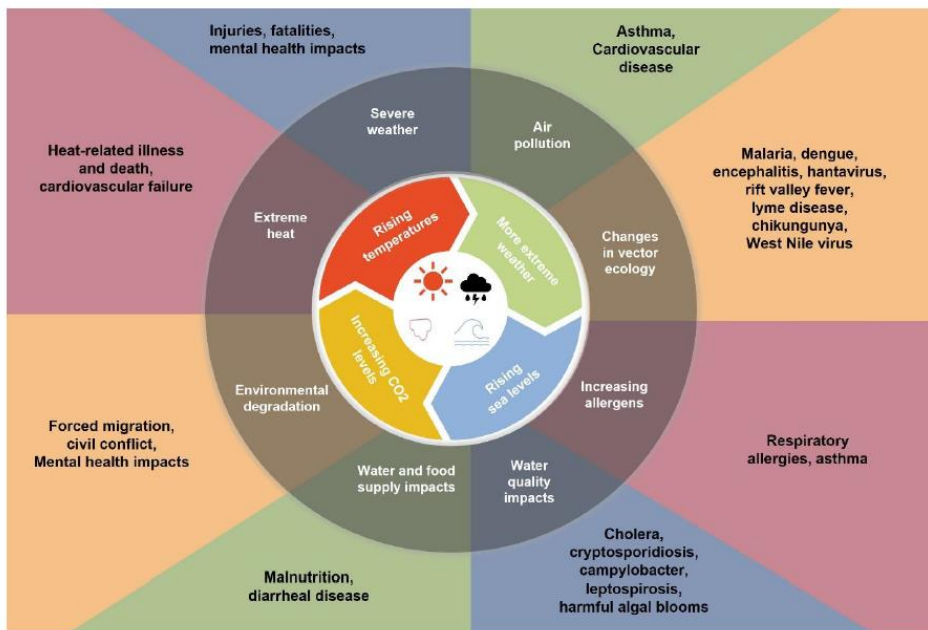 Injuries, fatalities,
mental health impacts
Asthma,
Cardiovascular
disease
Severe
weather
Air
pollution
Heat-related illness
and death,
cardiovascular failure
Malaria, dengue,
encephalitis, hantavirus,
rift valley fever,
lyme disease,
chikungunya,
West Nile virus
Extreme
heat
Rising
temperatures
More extreme
weather
Changes
in vector
ecology
Increasing CO2
levels
Rising
sea levels
Environmental
degradation
Increasing
allergens
Forced migration,
civil conflict,
Mental health impacts
Respiratory
allergies, asthma
Water and food
supply impacts
Water
quality
impacts
Malnutrition,
diarrheal disease
Cholera,
cryptosporidiosis,
campylobacter,
leptospirosis,
harmful algal blooms